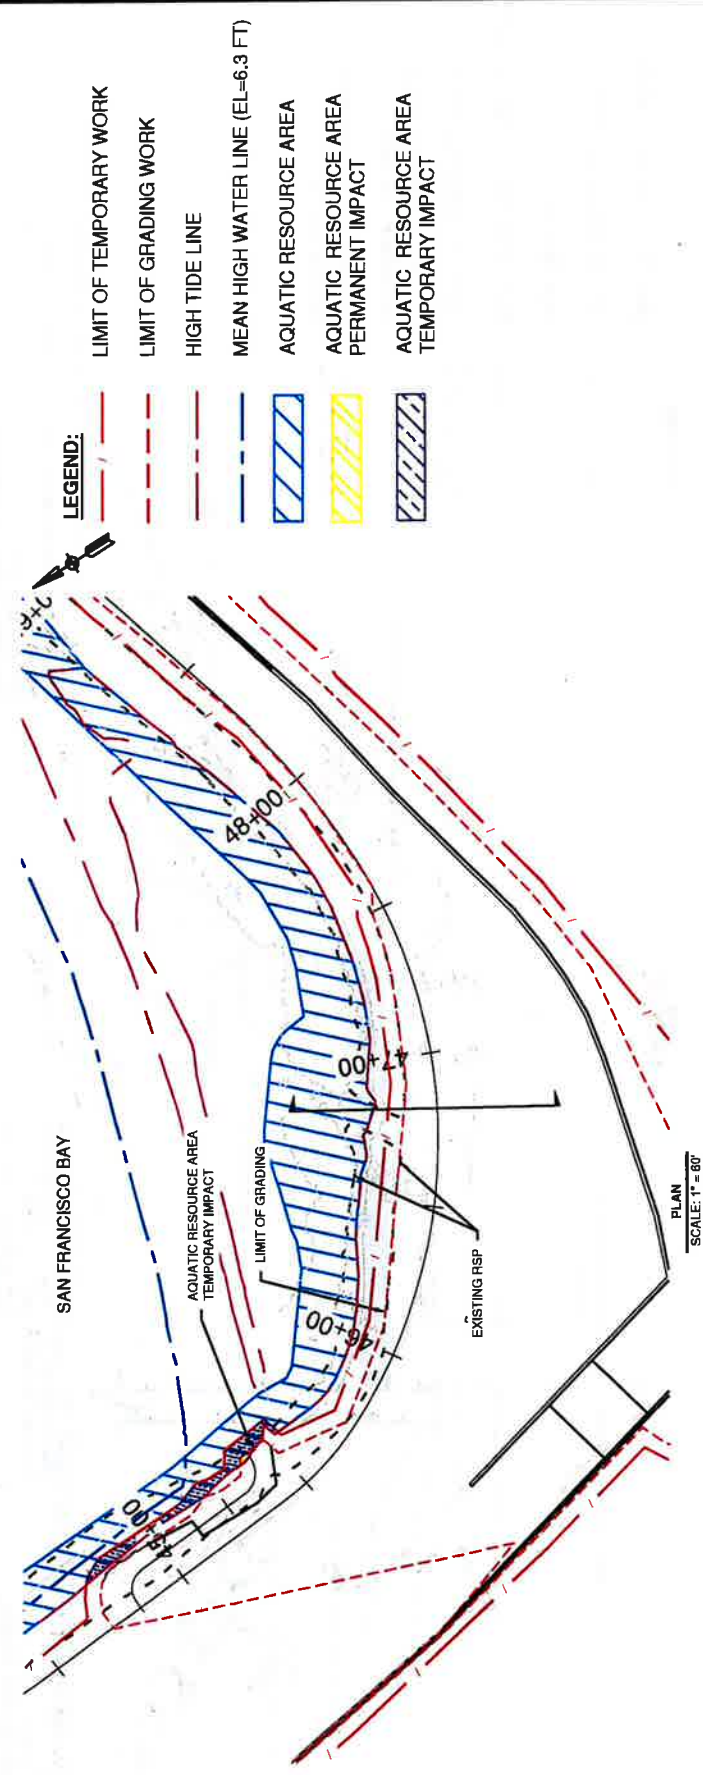 LEGEND:
LIMIT OF TEMPORARY WORK
LIMIT OF GRADING WORK
HIGH TIDE LINE
MEAN HIGH WATER LINE (EL=6.3 FT)
AQUATIC RESOURCE AREA
AQUATIC RESOURCE AREA
PERMANENT IMPACT
AQUATIC RESOURCE AREA
TEMPORARY IMPACT
SAN FRANCISCO BAY
AQUATIC RESOURCE AREA
TEMPORARY IMPACT
LIMIT OF GRADING
EXISTING RSP
45+00
46+00
47+00
48+00
PLAN
SCALE: 1" = 60'